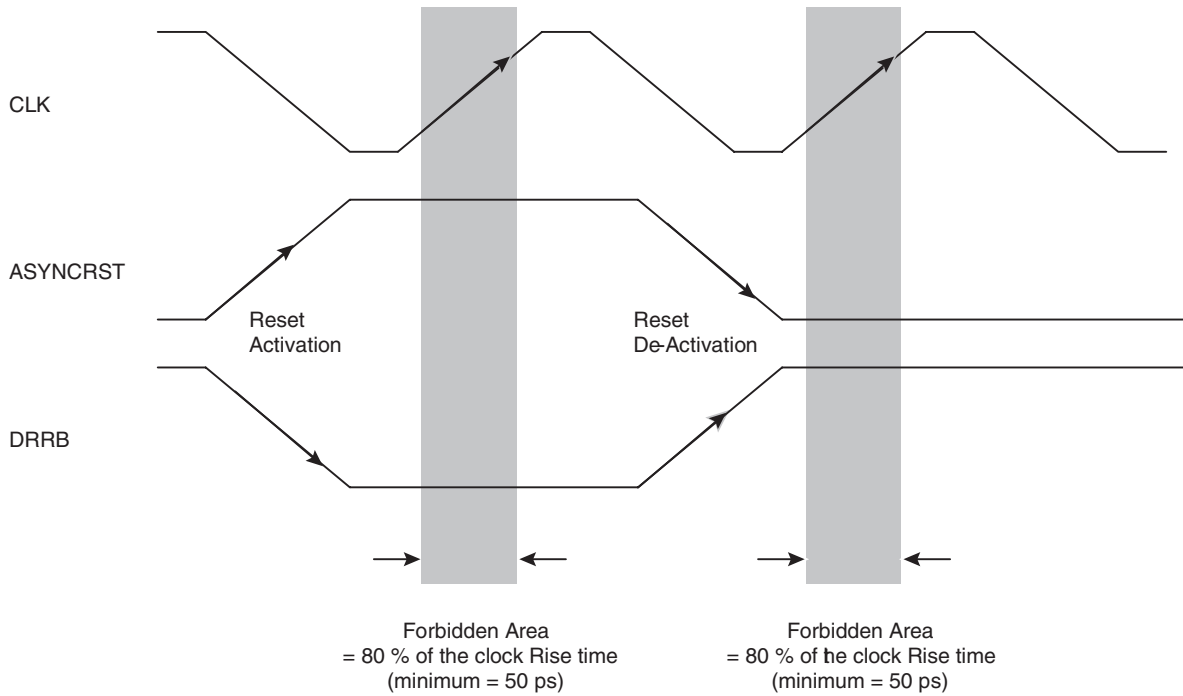 CLK
ASYNCRST
Reset
Activation
Reset
De-Activation
DRRB
Forbidden Area
= 80 % of the clock Rise time
(minimum = 50 ps)
Forbidden Area
= 80 % of the clock Rise time
(minimum = 50 ps)